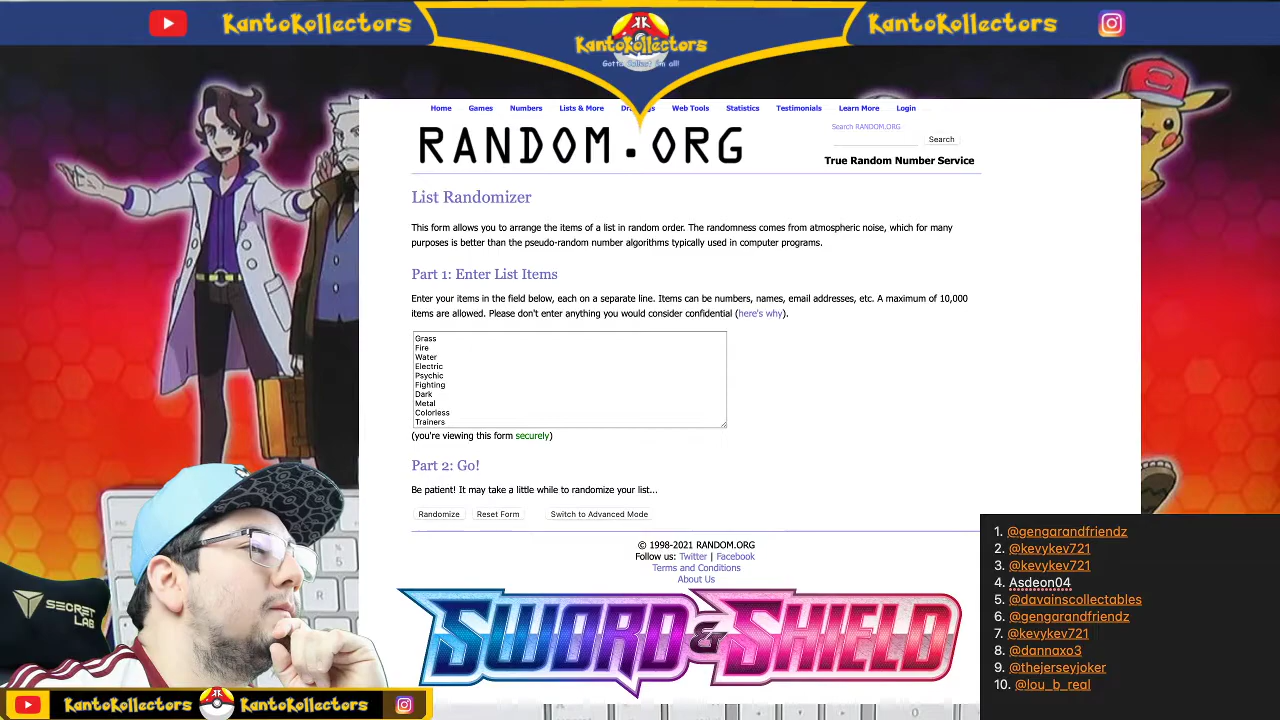 KantoKollectors
KantoKollectors
KantoKollectors
Gotta Kollect 'Em all!
Home Games Numbers Lists & More Web Tools Statistics Testimonials Learn More Login
RANDOM.ORG
Search RANDOM.ORG
Search
True Random Number Service
List Randomizer
This form allows you to arrange the items of a list in random order. The randomness comes from atmospheric noise, which for many
purposes is better than the pseudo-random number algorithms typically used in computer programs.
Part 1: Enter List Items
Enter your items in the field below, each on a separate line. Items can be numbers, names, email addresses, etc. A maximum of 10,000
items are allowed. Please don't enter anything you would consider confidential (here's why).
Grass
Fire
Water
Electric
Psychic
Fighting
Dark
Metal
Colorless
Trainers
(you're viewing this form securely)
Part 2: Go!
Be patient! It may take a little while to randomize your list...
Randomize Reset Form Switch to Advanced Mode
© 1998-2021 RANDOM.ORG
Follow us: Twitter | Facebook
Terms and Conditions
About Us
1. @gengarandfriendz
2. @kevykev721
3. @kevykev721
4. Asdeon04
5. @davainscollectables
6. @gengarandfriendz
7. @kevykev721
8. @dannaxo3
9. @thejerseyjoker
10. @lou_b_real
SWORD & SHIELD
SECRET
LAB
KantoKollectors
KantoKollectors